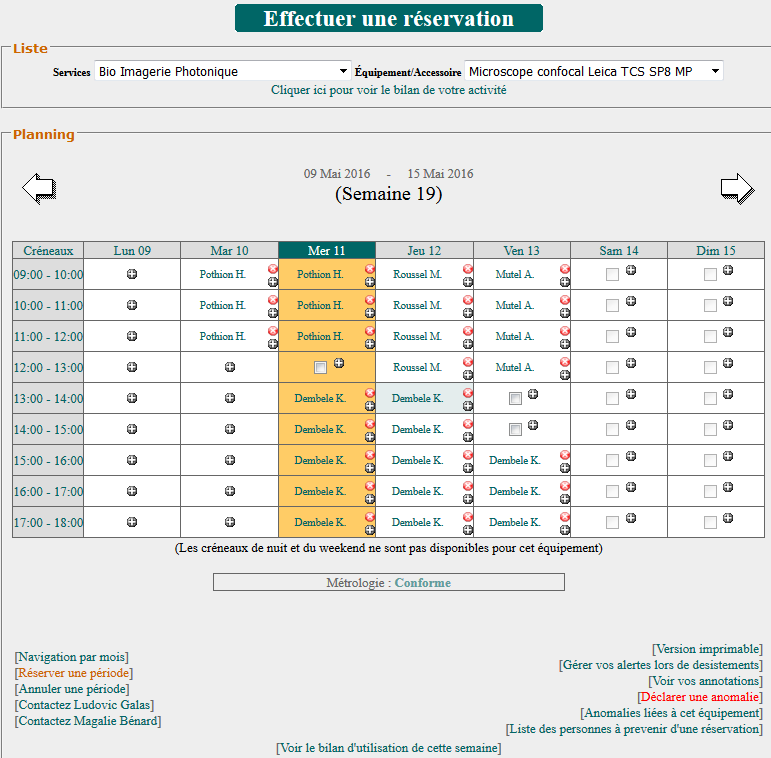 Effectuer une réservation
Liste
Services Bio Imagerie Photonique Équipement/Accessoire Microscope confocal Leica TCS SP8 MP
Cliquer ici pour voir le bilan de votre activité
Planning
09 Mai 2016 - 15 Mai 2016
(Semaine 19)
Créneaux Lun 09 Mar 10 Mer 11 Jeu 12 Ven 13 Sam 14 Dim 15
09:00 - 10:00 Pothion H. Pothion H. Roussel M. Mutel A.
10:00 - 11:00 Pothion H. Pothion H. Roussel M. Mutel A.
11:00 - 12:00 Pothion H. Pothion H. Roussel M. Mutel A.
12:00 - 13:00 Roussel M. Mutel A.
13:00 - 14:00 Dembele K. Dembele K.
14:00 - 15:00 Dembele K. Dembele K.
15:00 - 16:00 Dembele K. Dembele K. Dembele K.
16:00 - 17:00 Dembele K. Dembele K. Dembele K.
17:00 - 18:00 Dembele K. Dembele K. Dembele K.
(Les créneaux de nuit et du weekend ne sont pas disponibles pour cet équipement)
Métrologie : Conforme
[Navigation par mois]
[Réserver une période]
[Annuler une période]
[Contactez Ludovic Galas]
[Contactez Magalie Bénard]
[Version imprimable]
[Gérer vos alertes lors de desistements]
[Voir vos annotations]
[Déclarer une anomalie]
[Anomalies liées à cet équipement]
[Liste des personnes à prevenir d'une réservation]
[Voir le bilan d'utilisation de cette semaine]